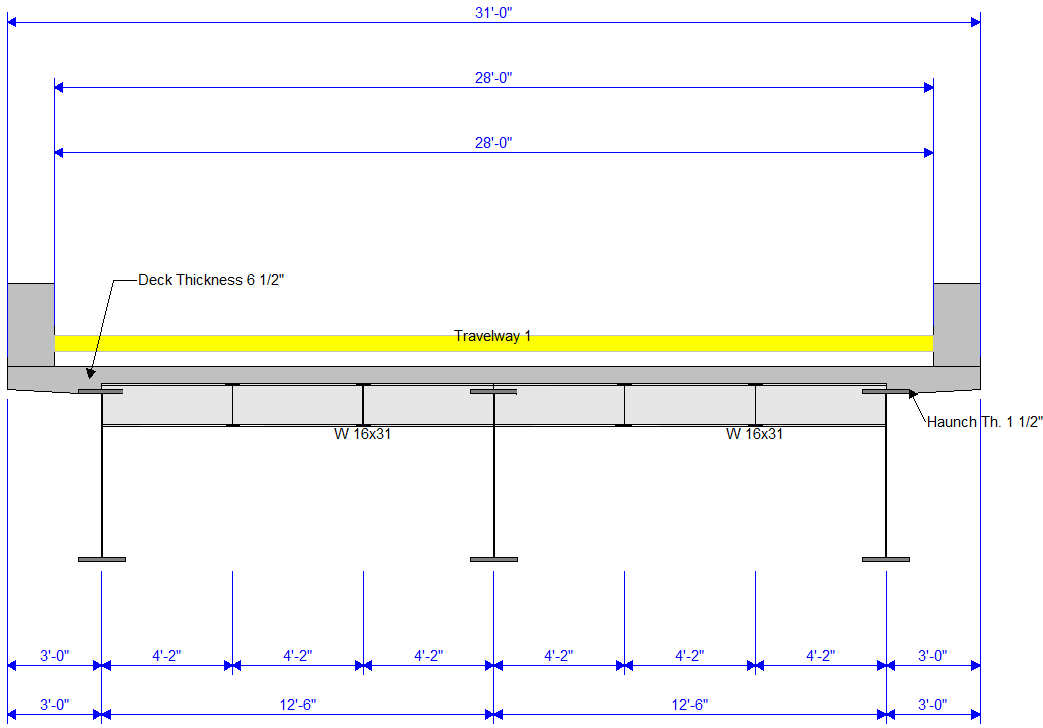 31'-0"
28'-0"
28'-0"
Deck Thickness 6 1/2"
Travelway 1
Haunch Th. 1 1/2"
W 16x31 W 16x31
3'-0" 4'-2" 4'-2" 4'-2" 4'-2" 4'-2" 4'-2" 3'-0"
3'-0" 12'-6" 12'-6" 3'-0"